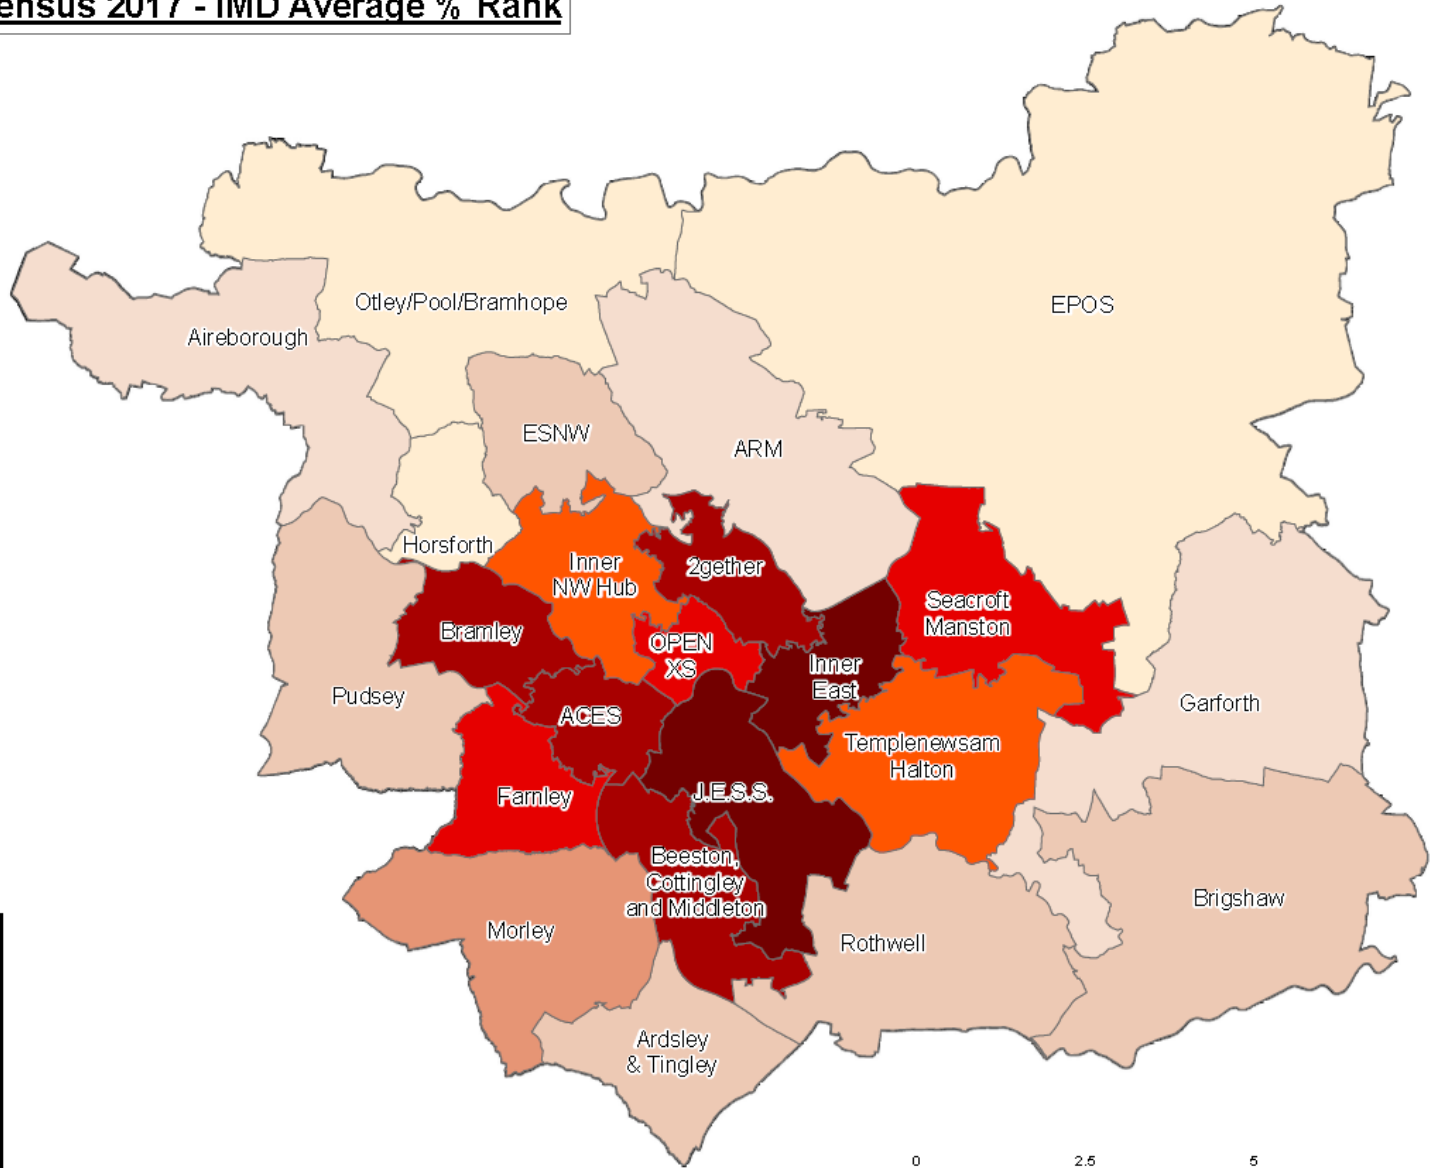 ensus 2017 - IMD Average % Rank
Otley/Pool/Bramhope
EPOS
Aireborough
ESNW
ARM
Horsforth
Inner
NW Hub
2gether
Seacroft
Manston
Bramley
OPEN
XS
Inner
East
Pudsey
ACES
Garforth
Templenewsam
Halton
Farnley
J.E.S.S.
Beeston,
Cottingley
and Middleton
Brigshaw
Morley
Rothwell
Ardsley
& Tingley
0 2.5 5